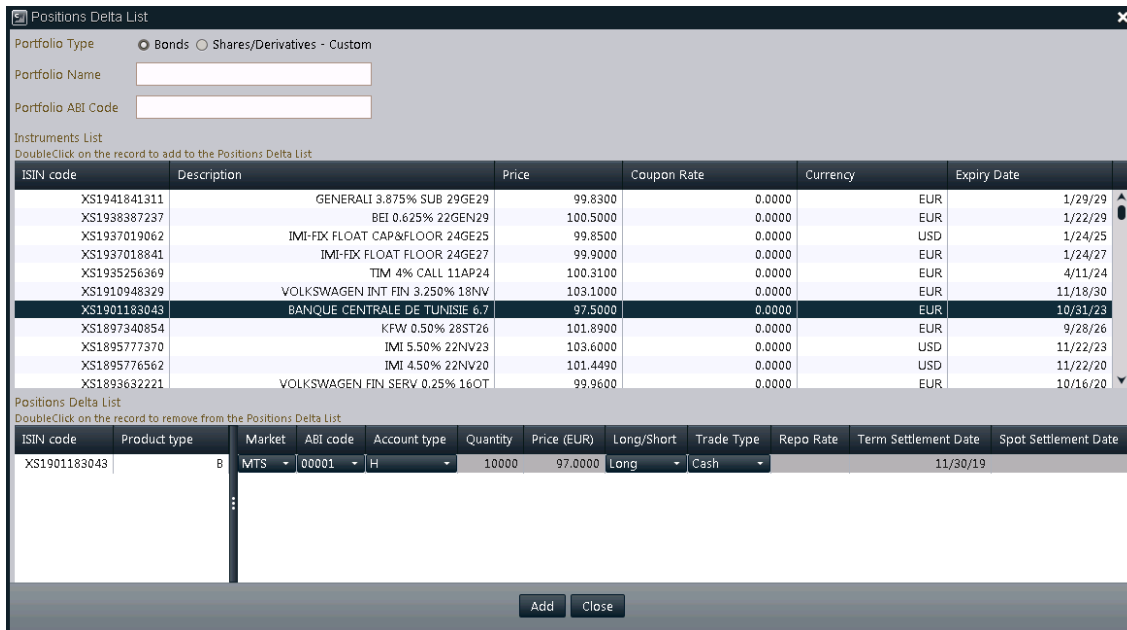 Positions Delta List
Portfolio Type Bonds Shares/Derivatives - Custom
Portfolio Name
Portfolio ABI Code
Instruments List
DoubleClick on the record to add to the Positions Delta List
ISIN code Description Price Coupon Rate Currency Expiry Date
XS1941841311 GENERALI 3.875% SUB 29GE29 99.8300 0.0000 EUR 1/29/29
XS1938387237 BEI 0.625% 22GEN29 100.5000 0.0000 EUR 1/22/29
XS1937019062 IMI-FIX FLOAT CAP&FLOOR 24GE25 99.8500 0.0000 USD 1/24/25
XS1937018841 IMI-FIX FLOAT FLOOR 24GE27 99.9000 0.0000 EUR 1/24/27
XS1935256369 TIM 4% CALL 11AP24 100.3100 0.0000 EUR 4/11/24
XS1910948329 VOLKSWAGEN INT FIN 3.250% 18NV 103.1000 0.0000 EUR 11/18/30
XS1901183043 BANQUE CENTRALE DE TUNISIE 6.7 97.5000 0.0000 EUR 10/31/23
XS1897340854 KFW 0.50% 28ST26 101.8900 0.0000 EUR 9/28/26
XS1895777370 IMI 5.50% 22NV23 103.6000 0.0000 USD 11/22/23
XS1895776562 IMI 4.50% 22NV20 101.4490 0.0000 USD 11/22/20
XS1893632221 VOLKSWAGEN FIN SERV 0.25% 16OT 99.9600 0.0000 EUR 10/16/20
Positions Delta List
DoubleClick on the record to remove from the Positions Delta List
ISIN code Product type Market ABI code Account type Quantity Price (EUR) Long/Short Trade Type Repo Rate Term Settlement Date Spot Settlement Date
XS1901183043 B MTS 00001 H 10000 97.0000 Long Cash 11/30/19
Add Close